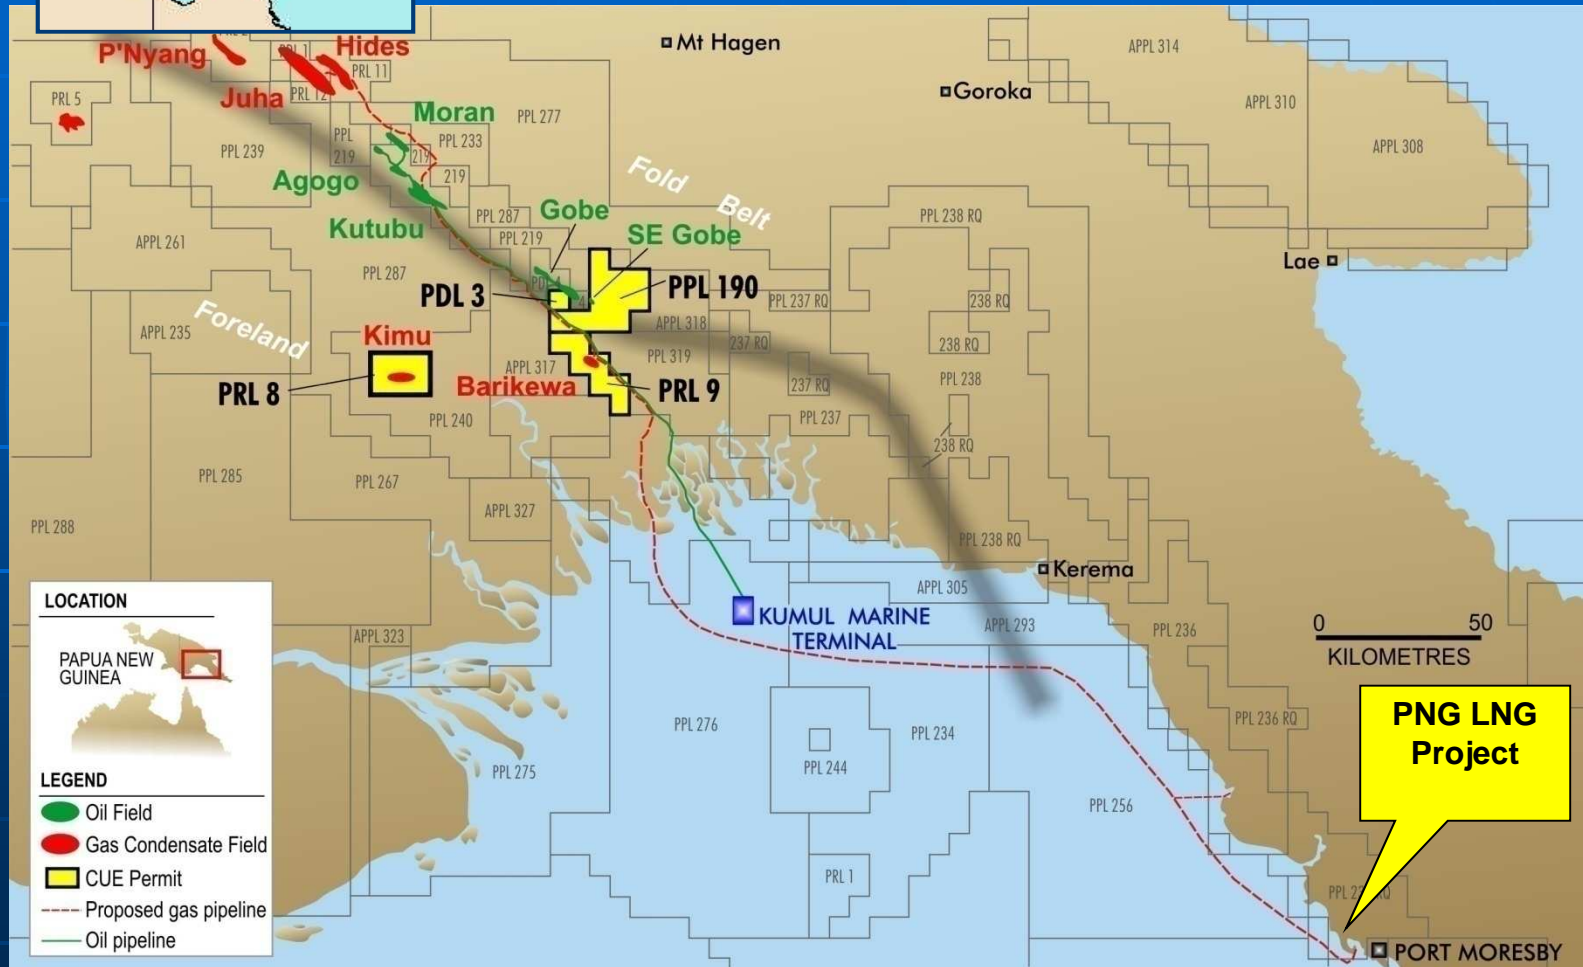 P'Nyang
Hides
PRL 11
Juha
PRL 12
PRL 5
Mt Hagen
Goroka
APPL 314
APPL 310
APPL 308
Moran
PPL 277
PPL 239
PPL
219
219
PPL 233
219
Agogo
Kutubu
Fold Belt
PPL 287
PPL 219
Gobe
SE Gobe
PPL 238 RQ
APPL 261
PPL 287
Lae
PDL 3
4
PPL 190
PPL 237 RQ
238 RQ
APPL 235
Foreland
Kimu
APPL 318
237 RQ
238 RQ
APPL 317
PPL 319
PRL 8
Barikewa
PRL 9
237 RQ
PPL 238
PPL 240
PPL 237
238 RQ
PPL 285
PPL 267
APPL 327
PPL 288
PPL 238 RQ
Kerema
APPL 305
KUMUL MARINE
TERMINAL
APPL 293
PPL 236
APPL 323
0 50
KILOMETRES
LOCATION
PAPUA NEW
GUINEA
PPL 276
PPL 234
PPL 236 RQ
PNG LNG
Project
PPL 275
PPL 244
PPL 256
LEGEND
Oil Field
Gas Condensate Field
CUE Permit
Proposed gas pipeline
Oil pipeline
PRL 1
PORT MORESBY